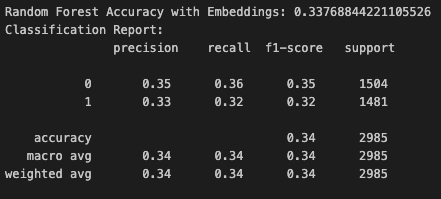 Random Forest Accuracy with Embeddings: 0.33768844221105526
Classification Report:
precision recall f1-score support
0 0.35 0.36 0.35 1504
1 0.33 0.32 0.32 1481
accuracy 0.34 2985
macro avg 0.34 0.34 0.34 2985
weighted avg 0.34 0.34 0.34 2985